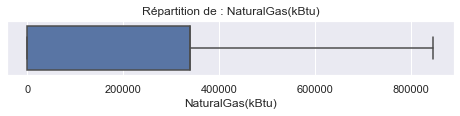 Répartition de : NaturalGas(kBtu)
0 200000 400000 600000 800000
NaturalGas(kBtu)